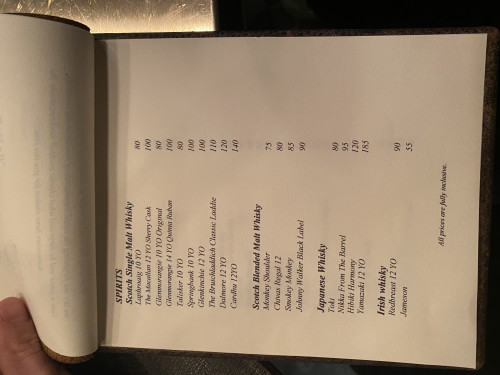 SPIRITS
Scotch Single Malt Whisky
Laphroaig 10 YO 80
The Macallan 12 YO Sherry Cask 100
Glenmorangie 10 YO Original 80
Glenmorangie 14 YO Quinta Ruban 100
Talisker 10 YO 80
Springbank 10 YO 100
Glenkinchie 12 YO 100
The Bruichladdich Classic Laddie 110
Dalmore 12 YO 120
Cardhu 12YO 140
Scotch Blended Malt Whisky
Monkey Shoulder 75
Chivas Regal 12 80
Smokey Monkey 85
Johnny Walker Black Label 90
Japanese Whisky
Toki 80
Nikka From The Barrel 95
Hibiki Harmony 120
Yamazaki 12 YO 185
Irish whisky
Redbreast 12 YO 90
Jameson 55
All prices are fully inclusive.